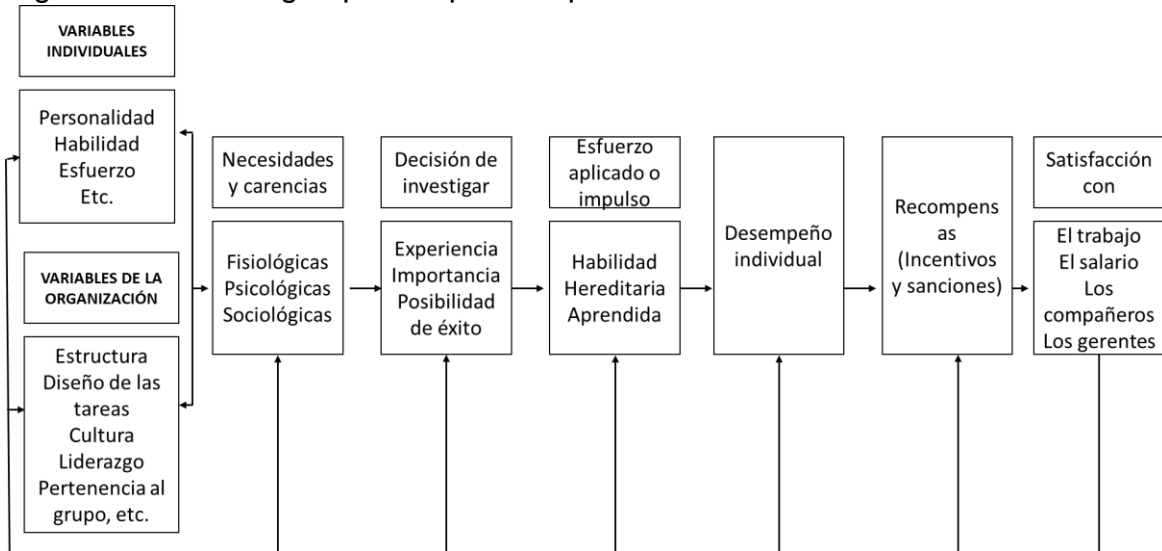 VARIABLES
INDIVIDUALES
Personalidad
Habilidad
Esfuerzo
Etc.
VARIABLES DE LA
ORGANIZACIÓN
Estructura
Diseño de las
tareas
Cultura
Liderazgo
Pertenencia al
grupo, etc.
Necesidades
y carencias
Fisiológicas
Psicológicas
Sociológicas
Decisión de
investigar
Experiencia
Importancia
Posibilidad
de éxito
Esfuerzo
aplicado o
impulso
Habilidad
Hereditaria
Aprendida
Desempeño
individual
Recompens
as
(Incentivos
y sanciones)
Satisfacción
con
El trabajo
El salario
Los
compañeros
Los gerentes